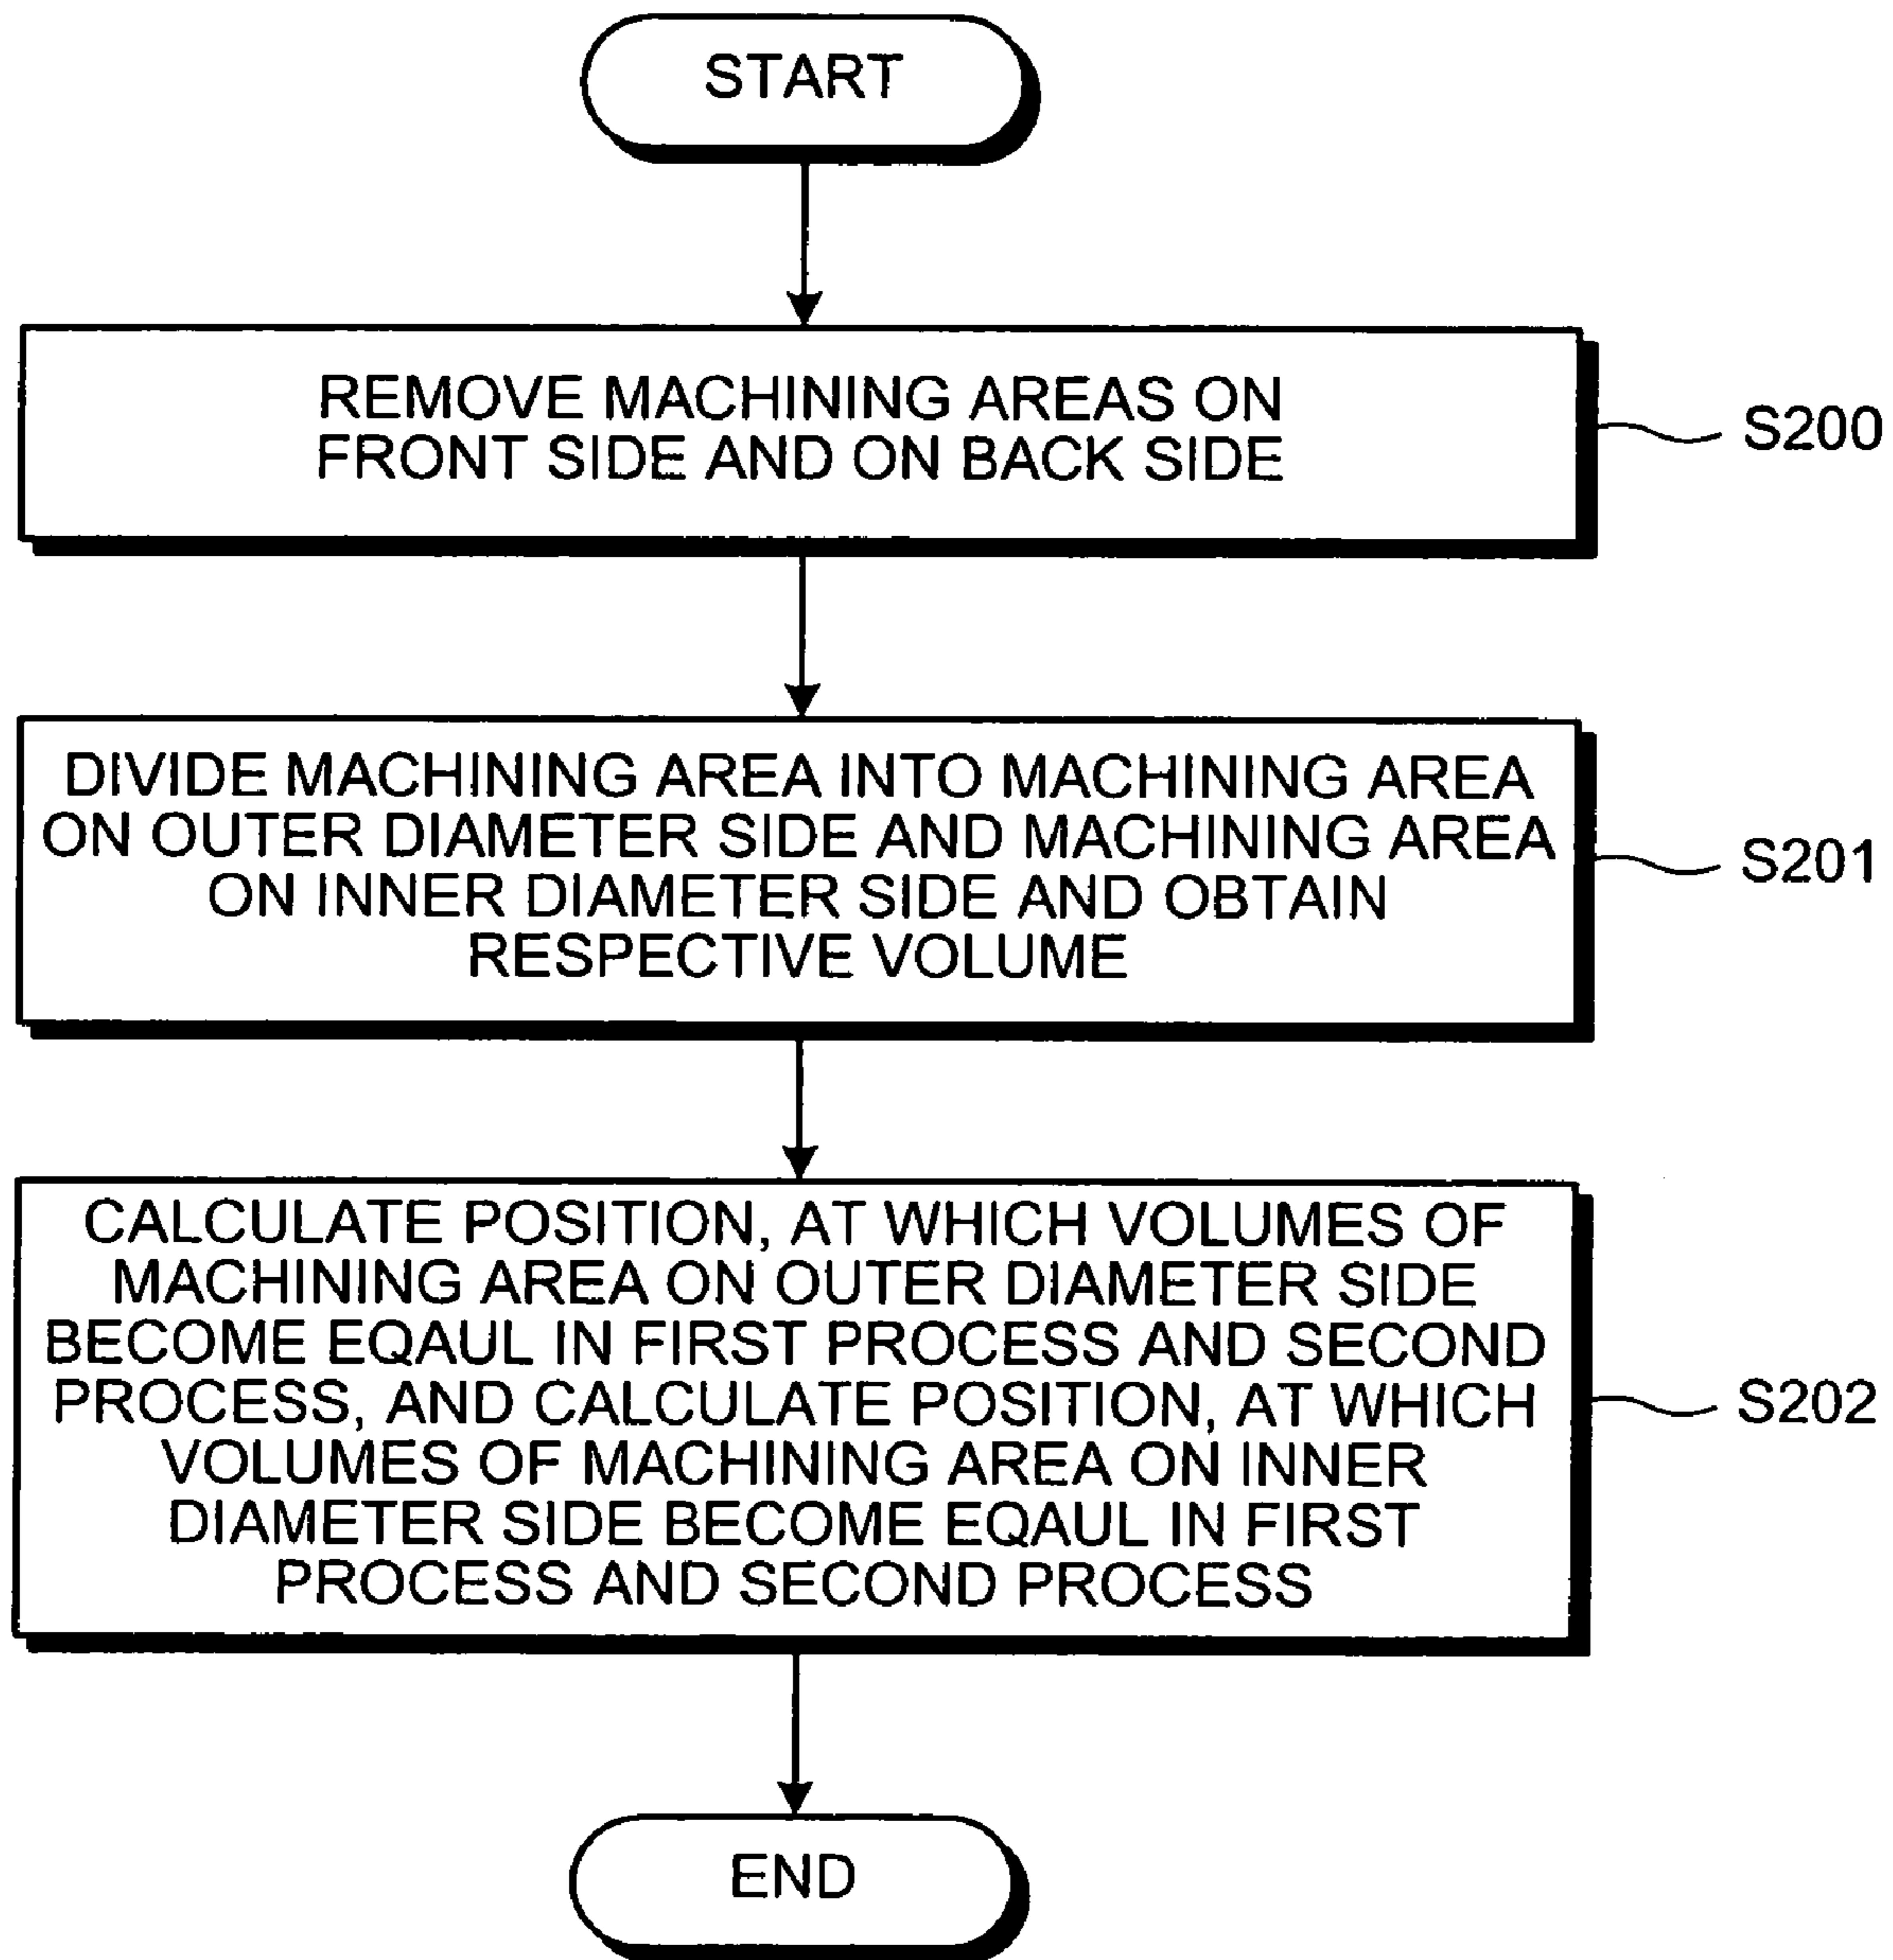 START
REMOVE MACHINING AREAS ON
FRONT SIDE AND ON BACK SIDE
S200
DIVIDE MACHINING AREA INTO MACHINING AREA
ON OUTER DIAMETER SIDE AND MACHINING AREA
ON INNER DIAMETER SIDE AND OBTAIN
RESPECTIVE VOLUME
S201
CALCULATE POSITION, AT WHICH VOLUMES OF
MACHINING AREA ON OUTER DIAMETER SIDE
BECOME EQAUL IN FIRST PROCESS AND SECOND
PROCESS, AND CALCULATE POSITION, AT WHICH
VOLUMES OF MACHINING AREA ON INNER
DIAMETER SIDE BECOME EQAUL IN FIRST
PROCESS AND SECOND PROCESS
S202
END